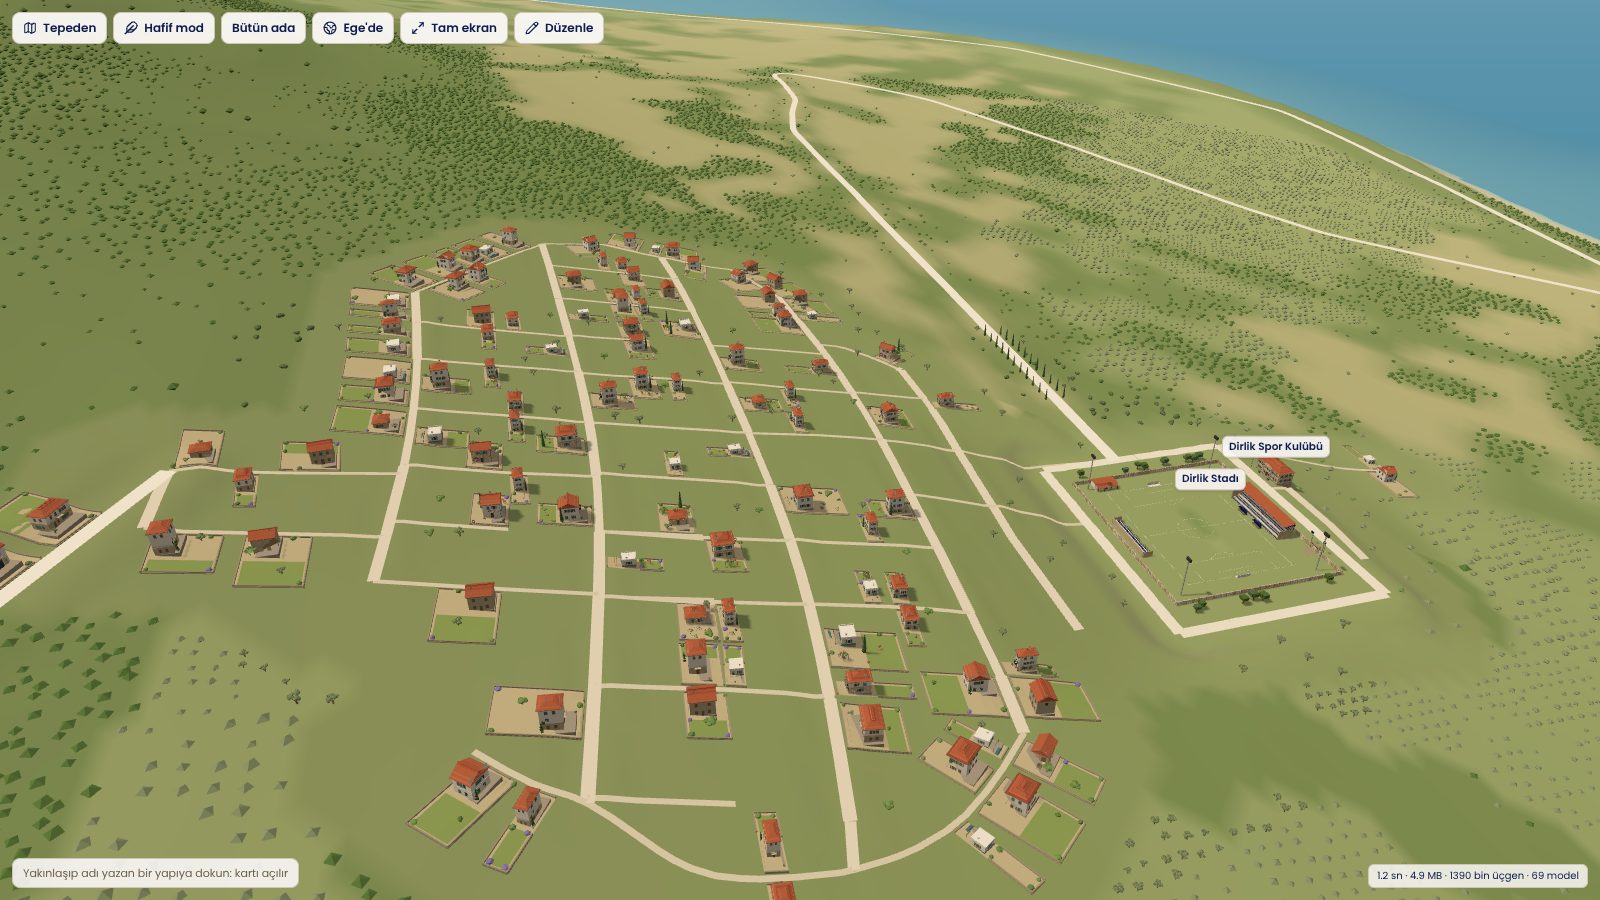 Tepeden
Hafif mod
Bütün ada
Ege'de
Tam ekran
Düzenle
Dirlik Spor Kulübü
Dirlik Stadı
Yakınlaşıp adı yazan bir yapıya dokun: kartı açılır
1.2 sn · 4.9 MB · 1390 bin üçgen · 69 model